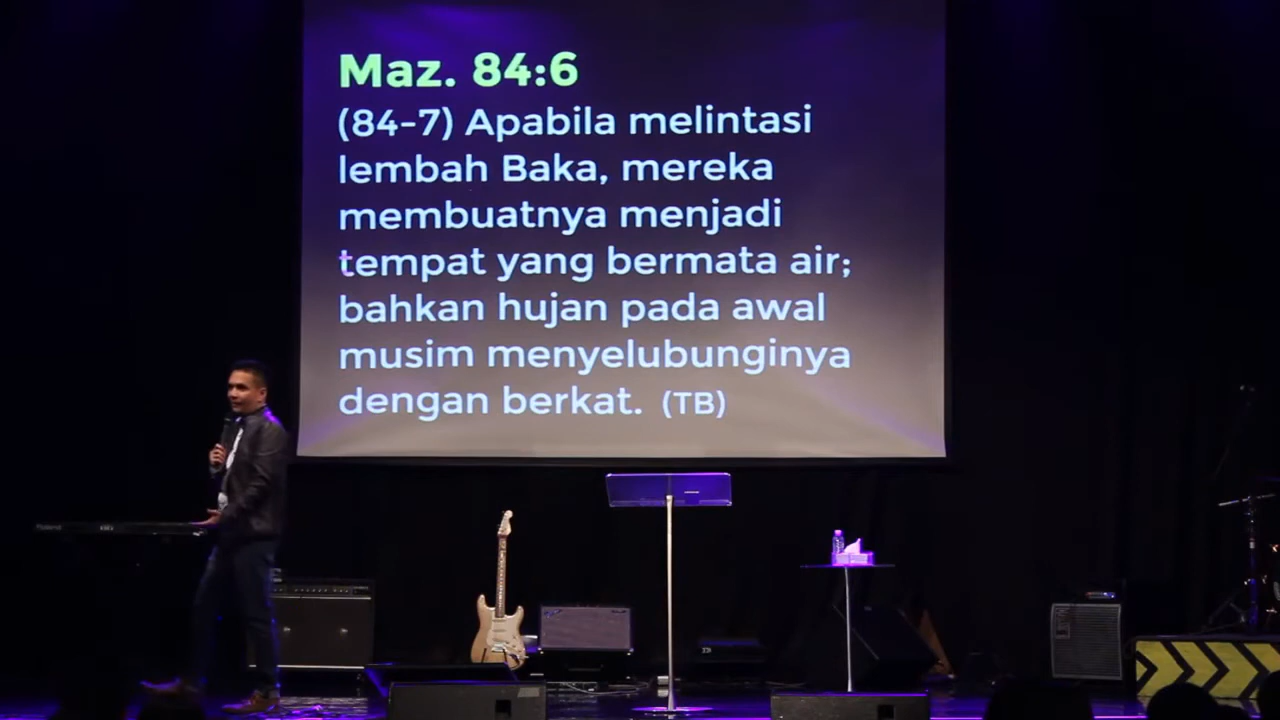 Maz. 84:6
(84-7) Apabila melintasi
lembah Baka, mereka
membuatnya menjadi
tempat yang bermata air;
bahkan hujan pada awal
musim menyelubunginya
dengan berkat. (TB)
Roland